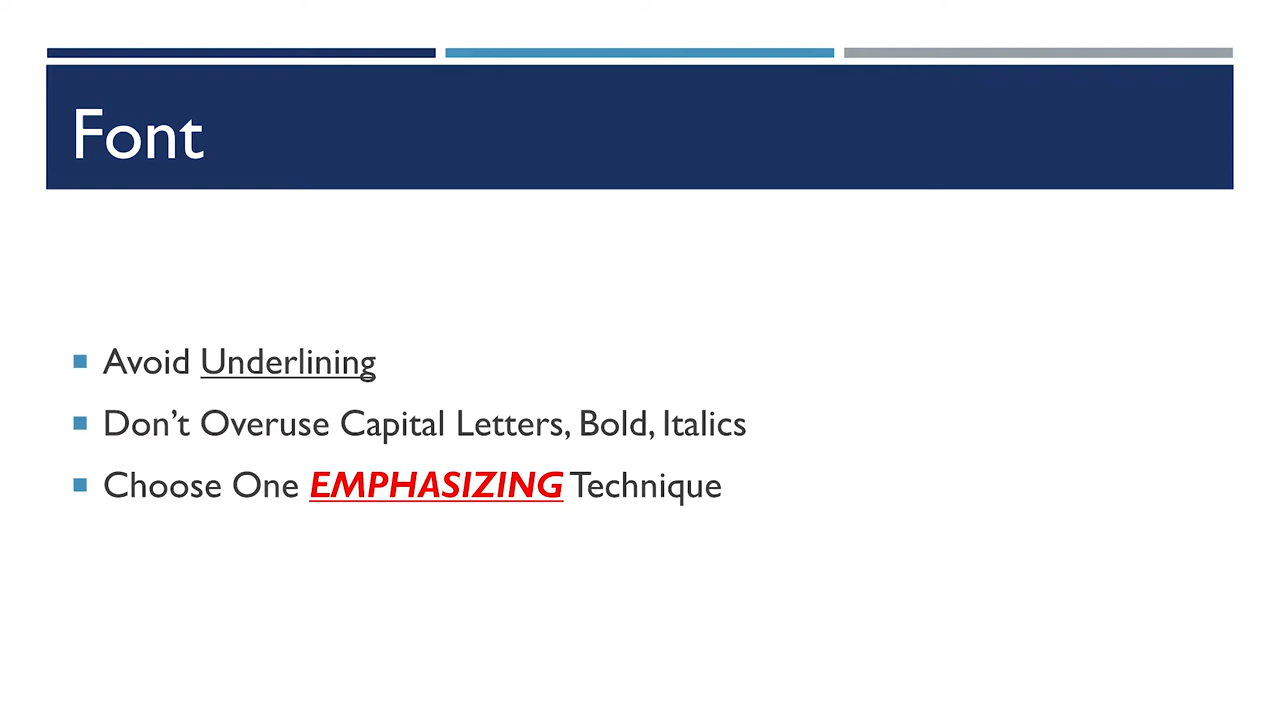 Font
Avoid Underlining
Don’t Overuse Capital Letters, Bold, Italics
Choose One EMPHASIZING Technique